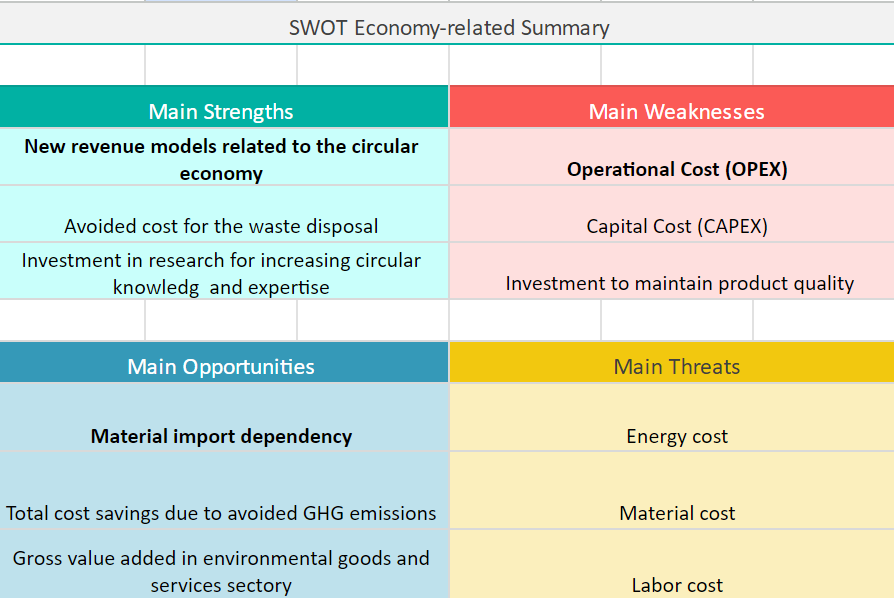 SWOT Economy-related Summary
Main Strengths
Main Weaknesses
New revenue models related to the circular
economy
Operational Cost (OPEX)
Avoided cost for the waste disposal
Capital Cost (CAPEX)
Investment in research for increasing circular
knowledg  and expertise
Investment to maintain product quality
Main Opportunities
Main Threats
Material import dependency
Energy cost
Total cost savings due to avoided GHG emissions
Material cost
Gross value added in environmental goods and
services sectory
Labor cost